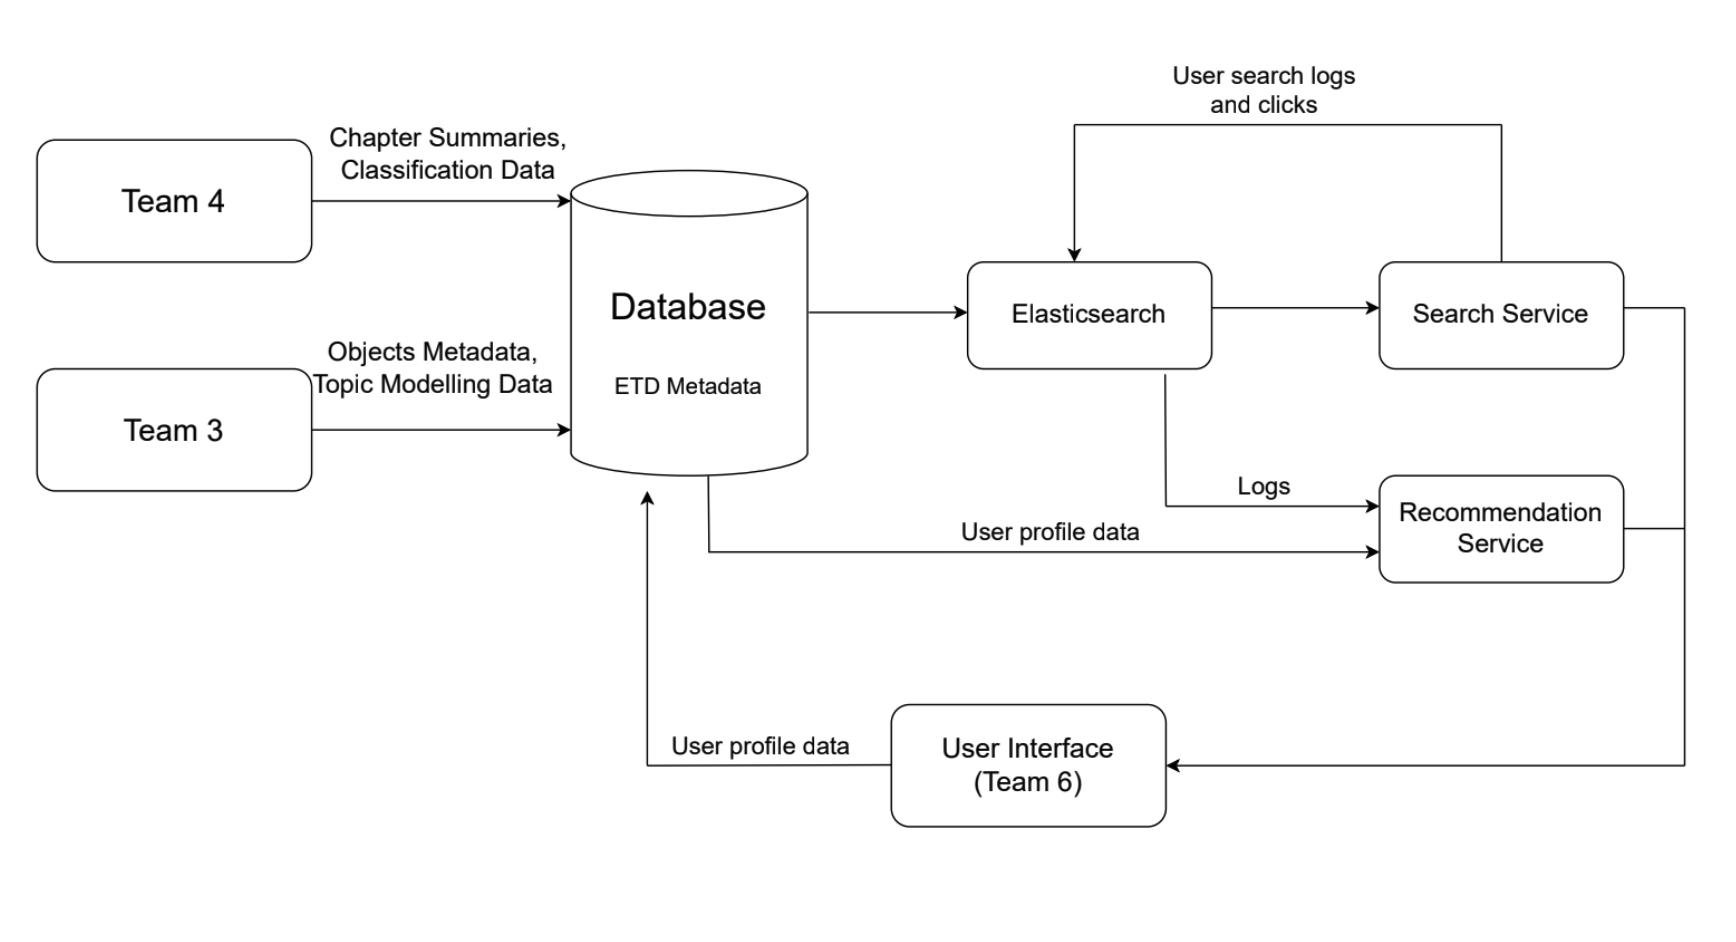 User search logs
and clicks
Chapter Summaries,
Classification Data
Team 4
Database
ETD Metadata
Elasticsearch
Search Service
Objects Metadata,
Topic Modelling Data
Team 3
Logs
User profile data
Recommendation
Service
User profile data
User Interface
(Team 6)